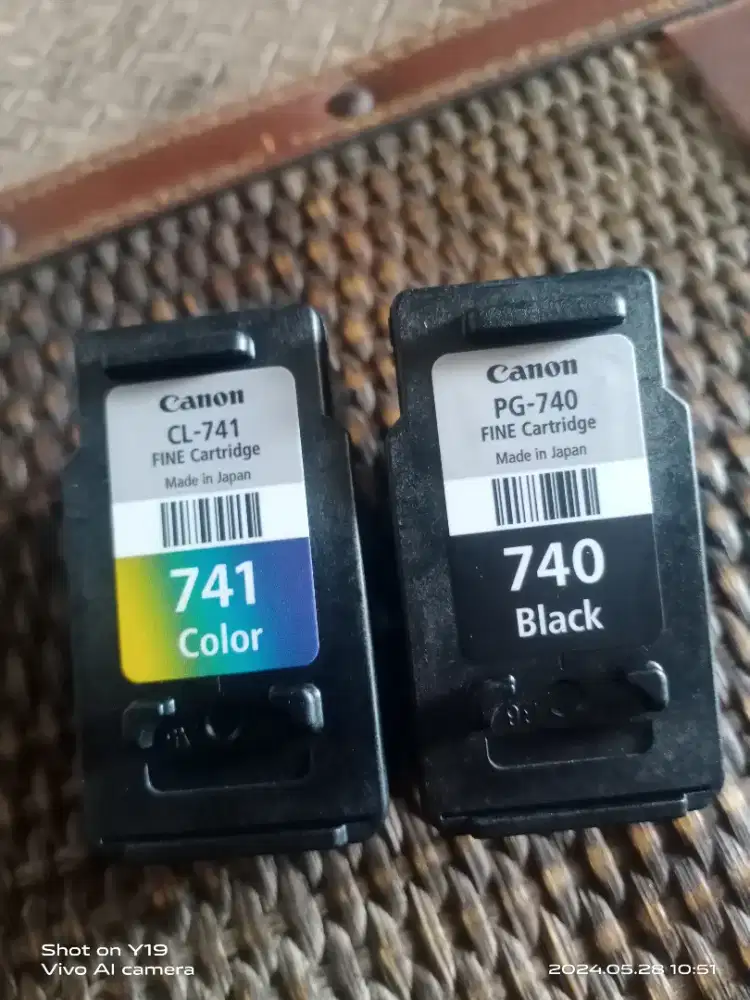 Canon
CL-741
FINE Cartridge
Made in Japan
741
Color
Canon
PG-740
FINE Cartridge
Made in Japan
740
Black
Shot on Y19
Vivo AI camera
2024.05.28 10:51